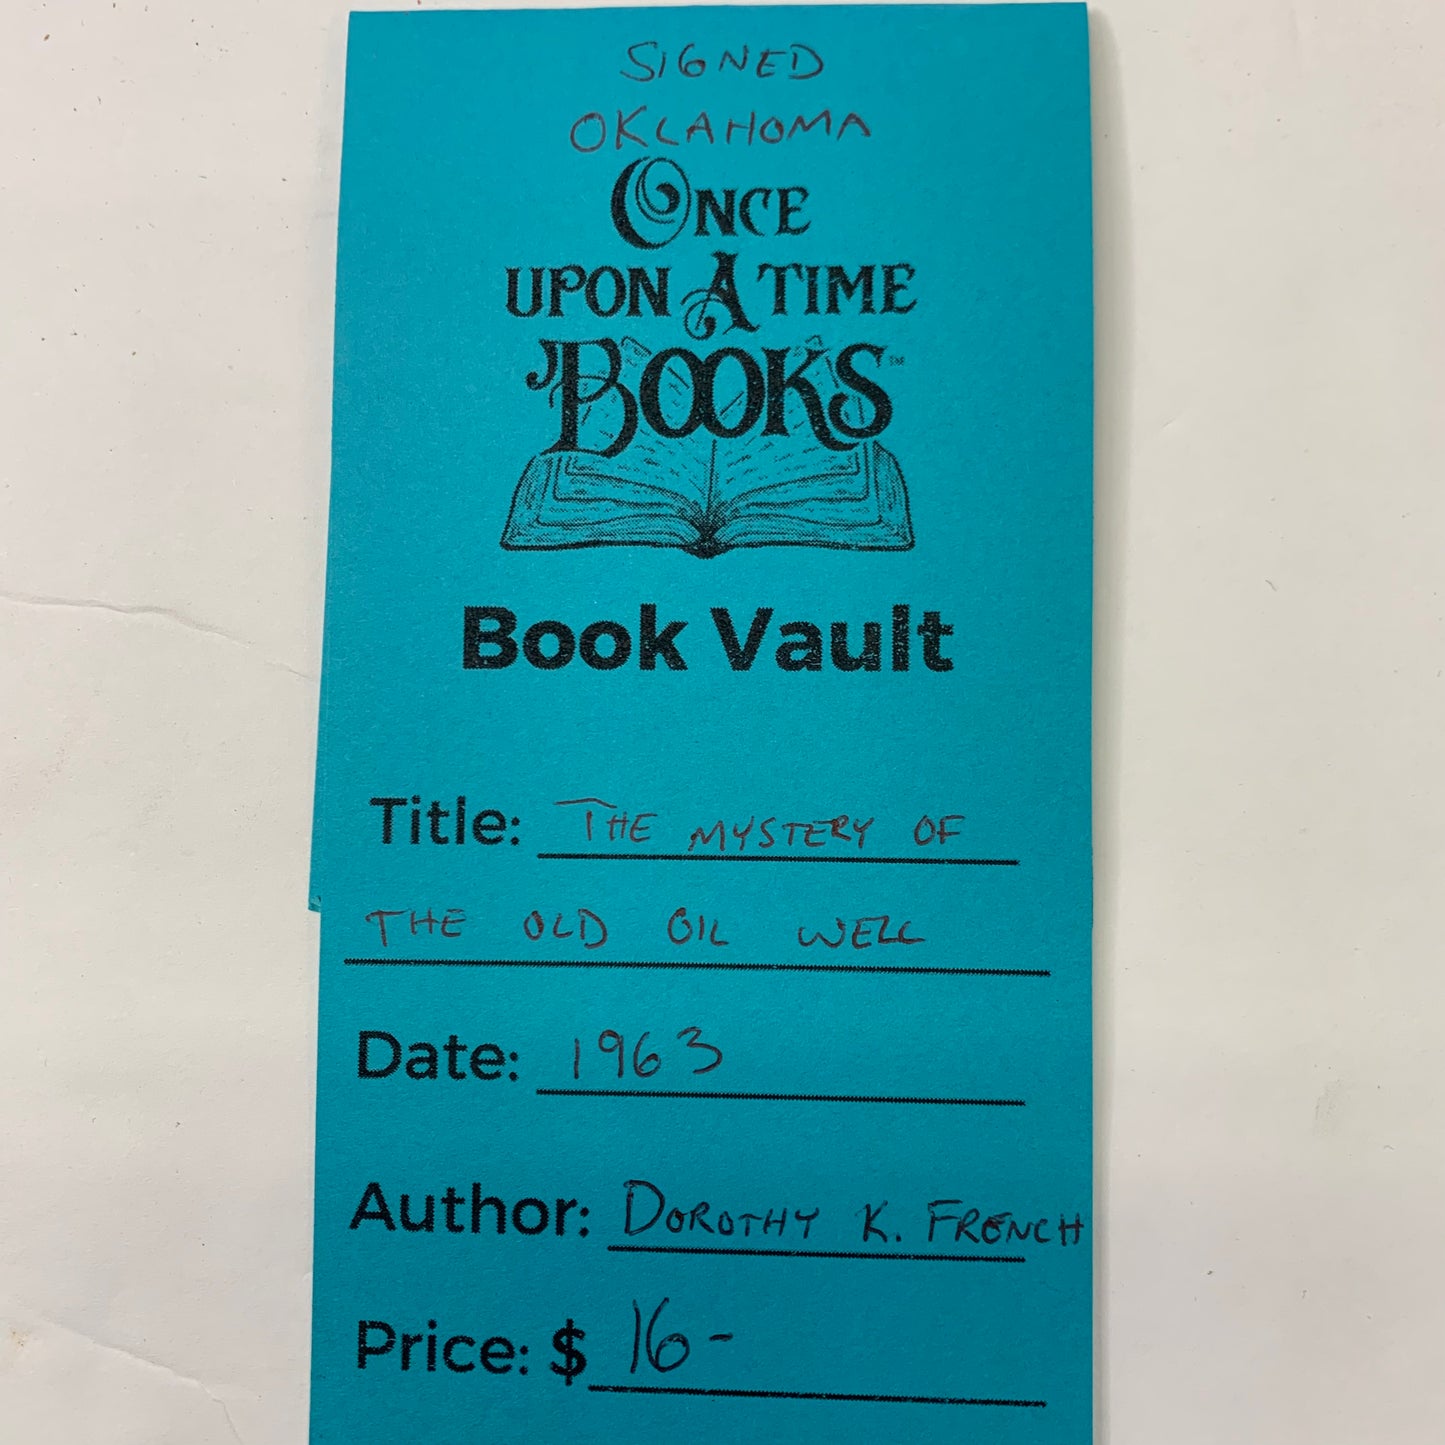 SIGNED
OKLAHOMA
ONCE
UPON A TIME
BOOKS™
Book Vault
Title: THE MYSTERY OF
THE OLD OIL WELL
Date: 1963
Author: DOROTHY K. FRENCH
Price: $ 16-